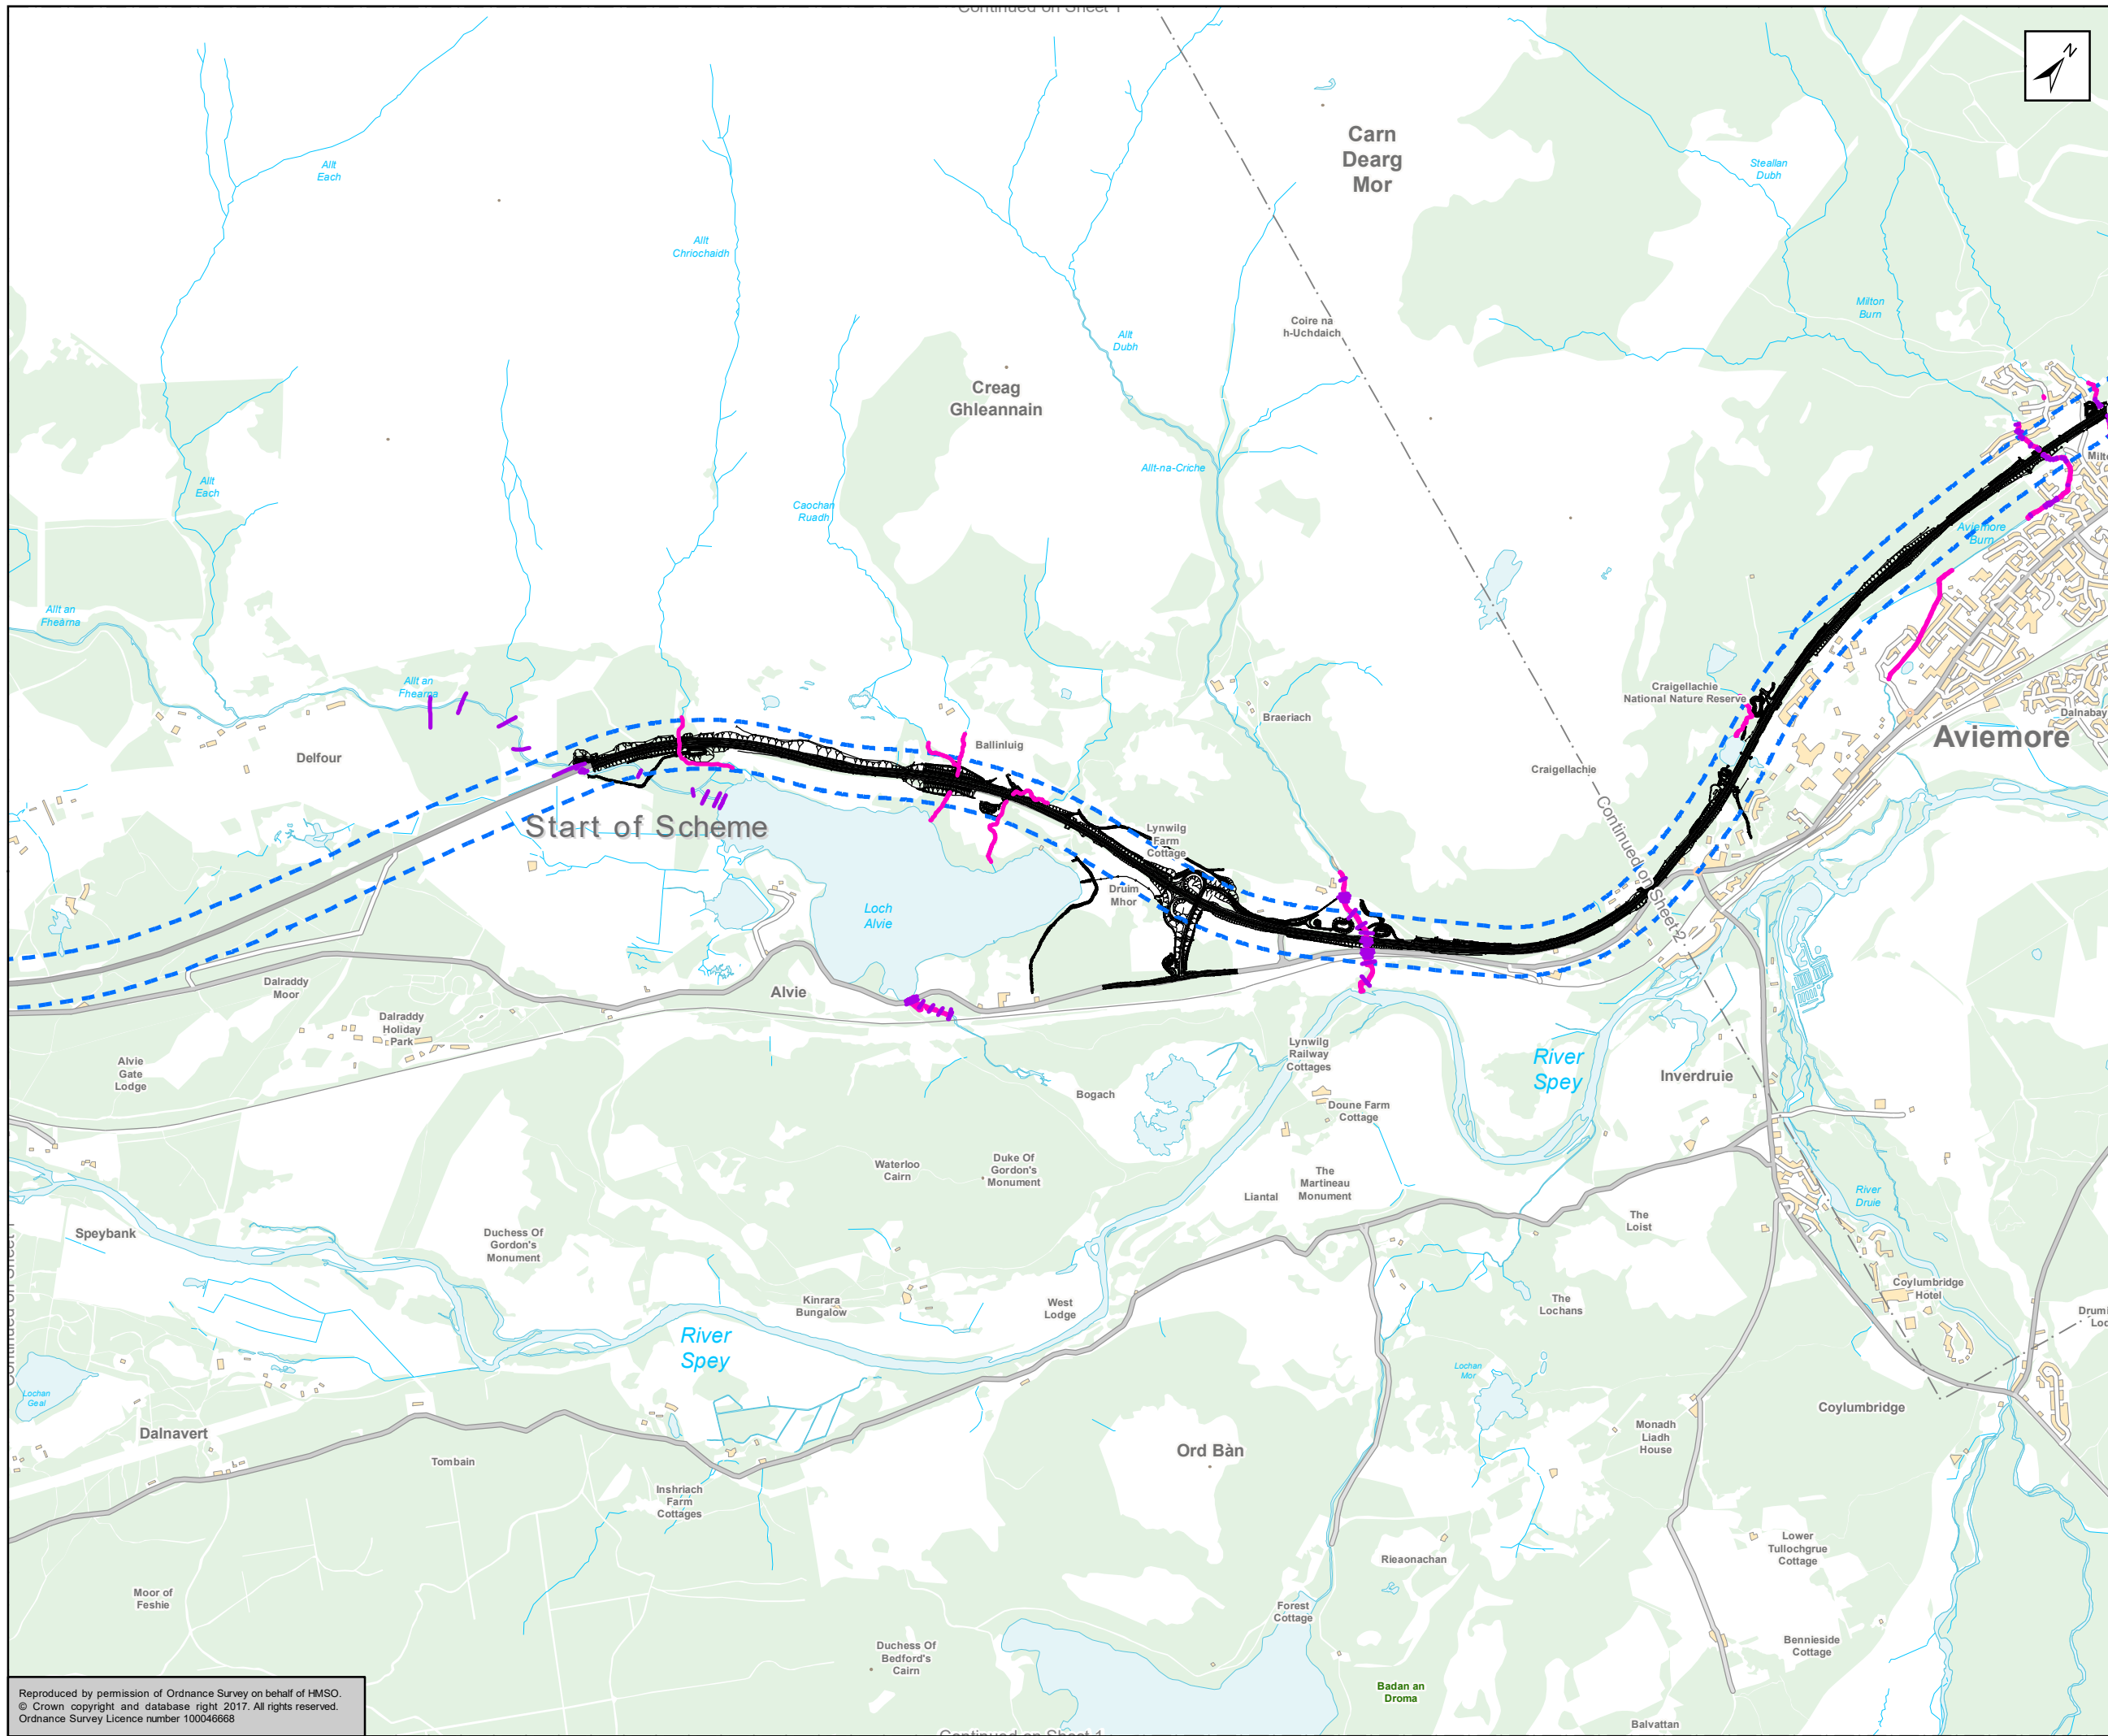 Continued on Sheet 1
N
Carn
Dearg
Mor
Allt
Each
Steallan
Dubh
Allt
Chriochaidh
Milton
Burn
Coire na
h-Uchdaich
Allt
Dubh
Creag
Ghleannain
Allt-na-Criche
Allt
Each
Caochan
Ruadh
Aviemore
Burn
Allt an
Fheàrna
Allt an
Fhearna
Craigellachie
National Nature Reserve
Dalnabay
Braeriach
Aviemore
Ballinluig
Delfour
Craigellachie
Start of Scheme
Continued on Sheet 2
Lynwilg
Farm
Cottage
Druim
Mhor
Loch
Alvie
Dalraddy
Moor
Alvie
Dalraddy
Holiday
Park
Alvie
Gate
Lodge
Lynwilg
Railway
Cottages
River
Spey
Inverdruie
Bogach
Doune Farm
Cottage
Waterloo
Cairn
Duke Of
Gordon's
Monument
The
Martineau
Monument
Liantal
River
Druie
The
Loist
Speybank
Duchess Of
Gordon's
Monument
Coylumbridge
Hotel
Kinrara
Bungalow
West
Lodge
The
Lochans
River
Spey
Lochan
Mor
Lochan
Geal
Coylumbridge
Dalnavert
Monadh
Liadh
House
Ord Bàn
Tombain
Inshriach
Farm
Cottages
Lower
Tullochgrue
Cottage
Rieaonachan
Moor of
Feshie
Forest
Cottage
Bennieside
Cottage
Duchess Of
Bedford's
Cairn
Badan an
Droma
Balvattan
Reproduced by permission of Ordnance Survey on behalf of HMSO.
© Crown copyright and database right 2017. All rights reserved.
Ordnance Survey Licence number 100046668
Continued on Sheet 1